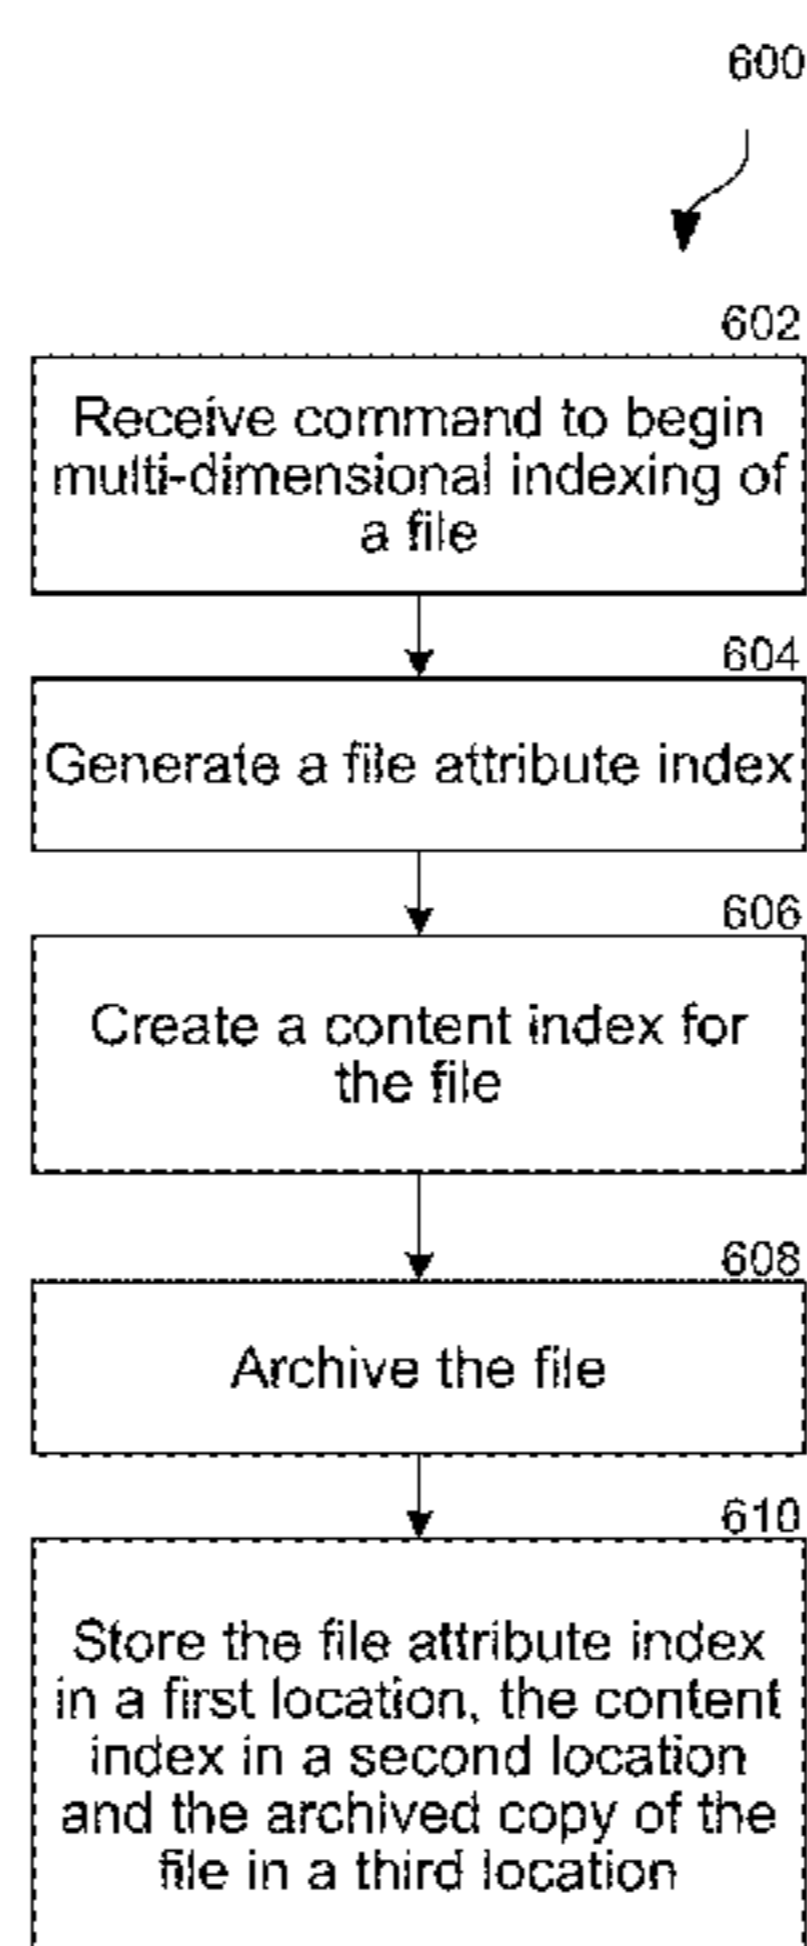 600
602
Receive command to begin
multi-dimensional indexing of
a file
604
Generate a file attribute index
606
Create a content index for
the file
608
Archive the file
610
Store the file attribute index
in a first location, the content
index in a second location
and the archived copy of the
file in a third location